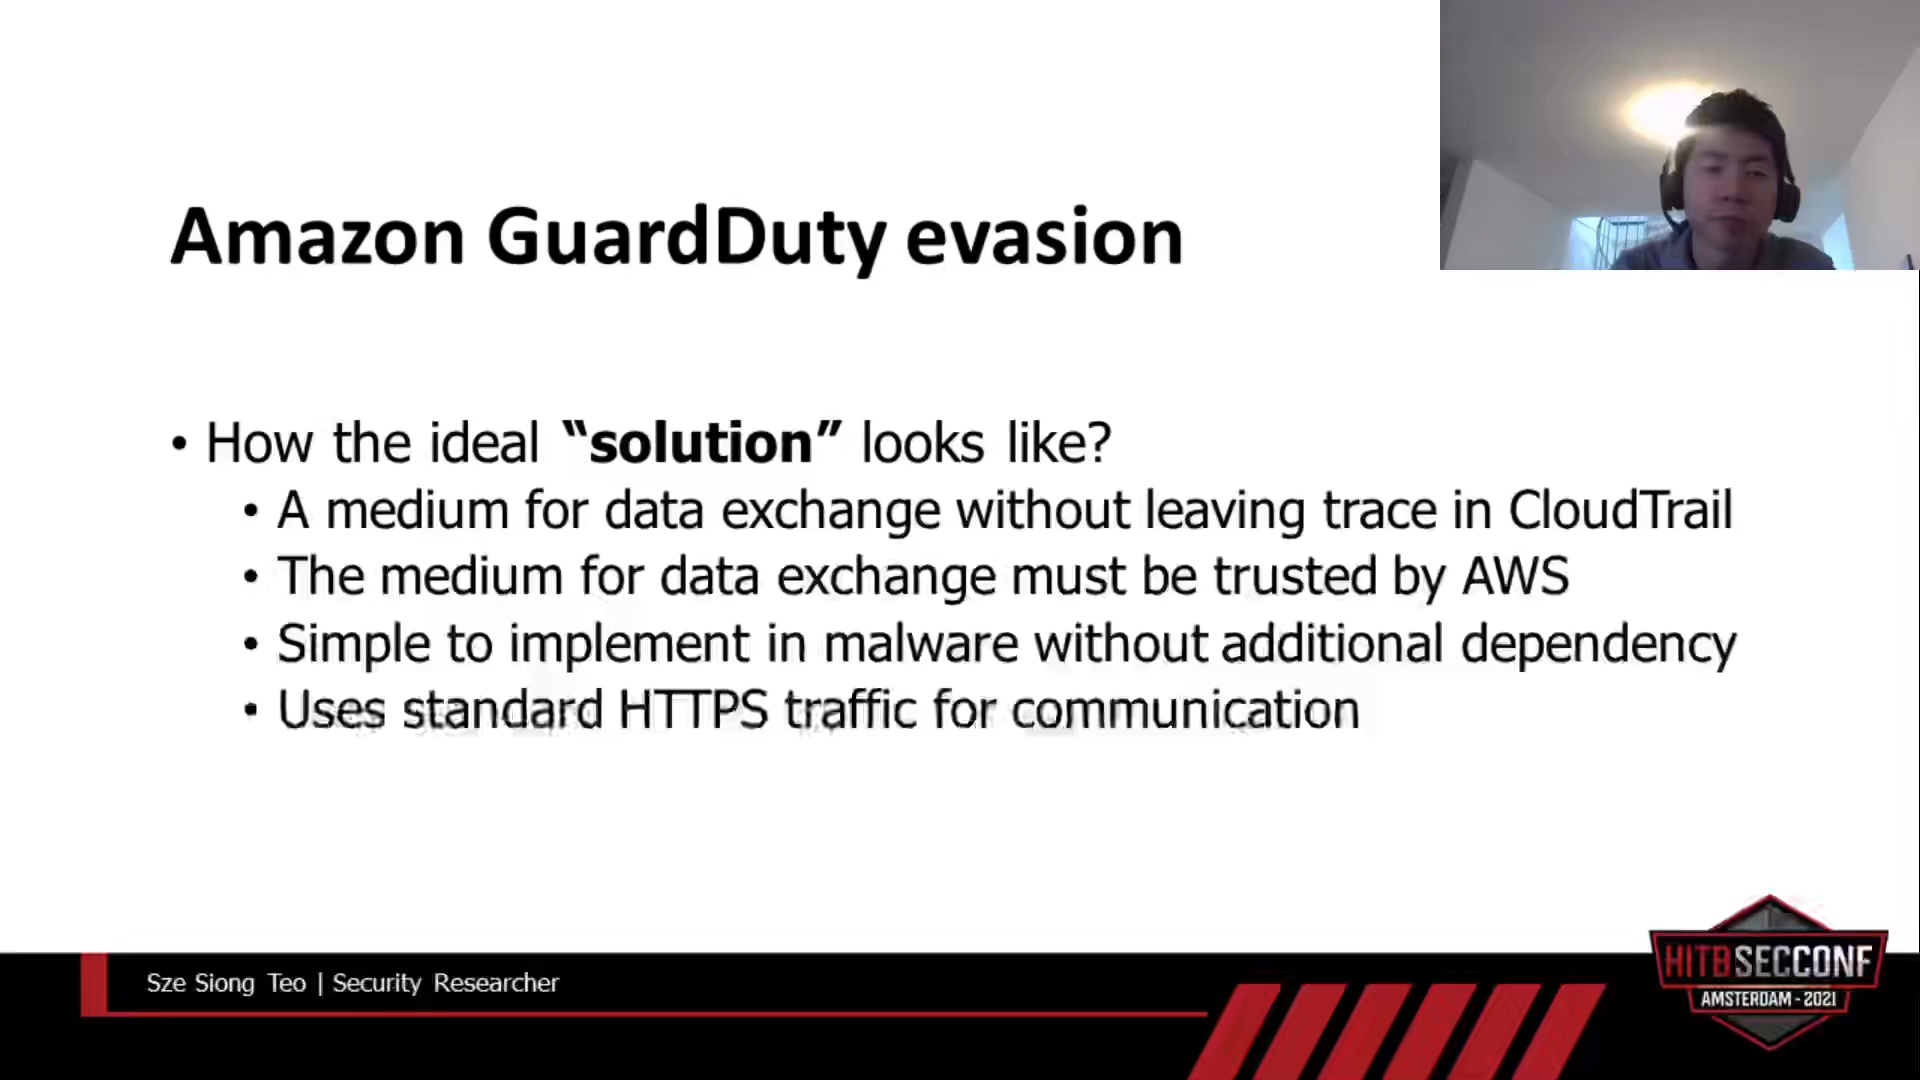 Amazon GuardDuty evasion
• How the ideal “solution” looks like?
• A medium for data exchange without leaving trace in CloudTrail
• The medium for data exchange must be trusted by AWS
• Simple to implement in malware without additional dependency
• Uses standard HTTPS traffic for communication
Sze Siong Teo | Security Researcher
HITBSECCONF
AMSTERDAM - 2021